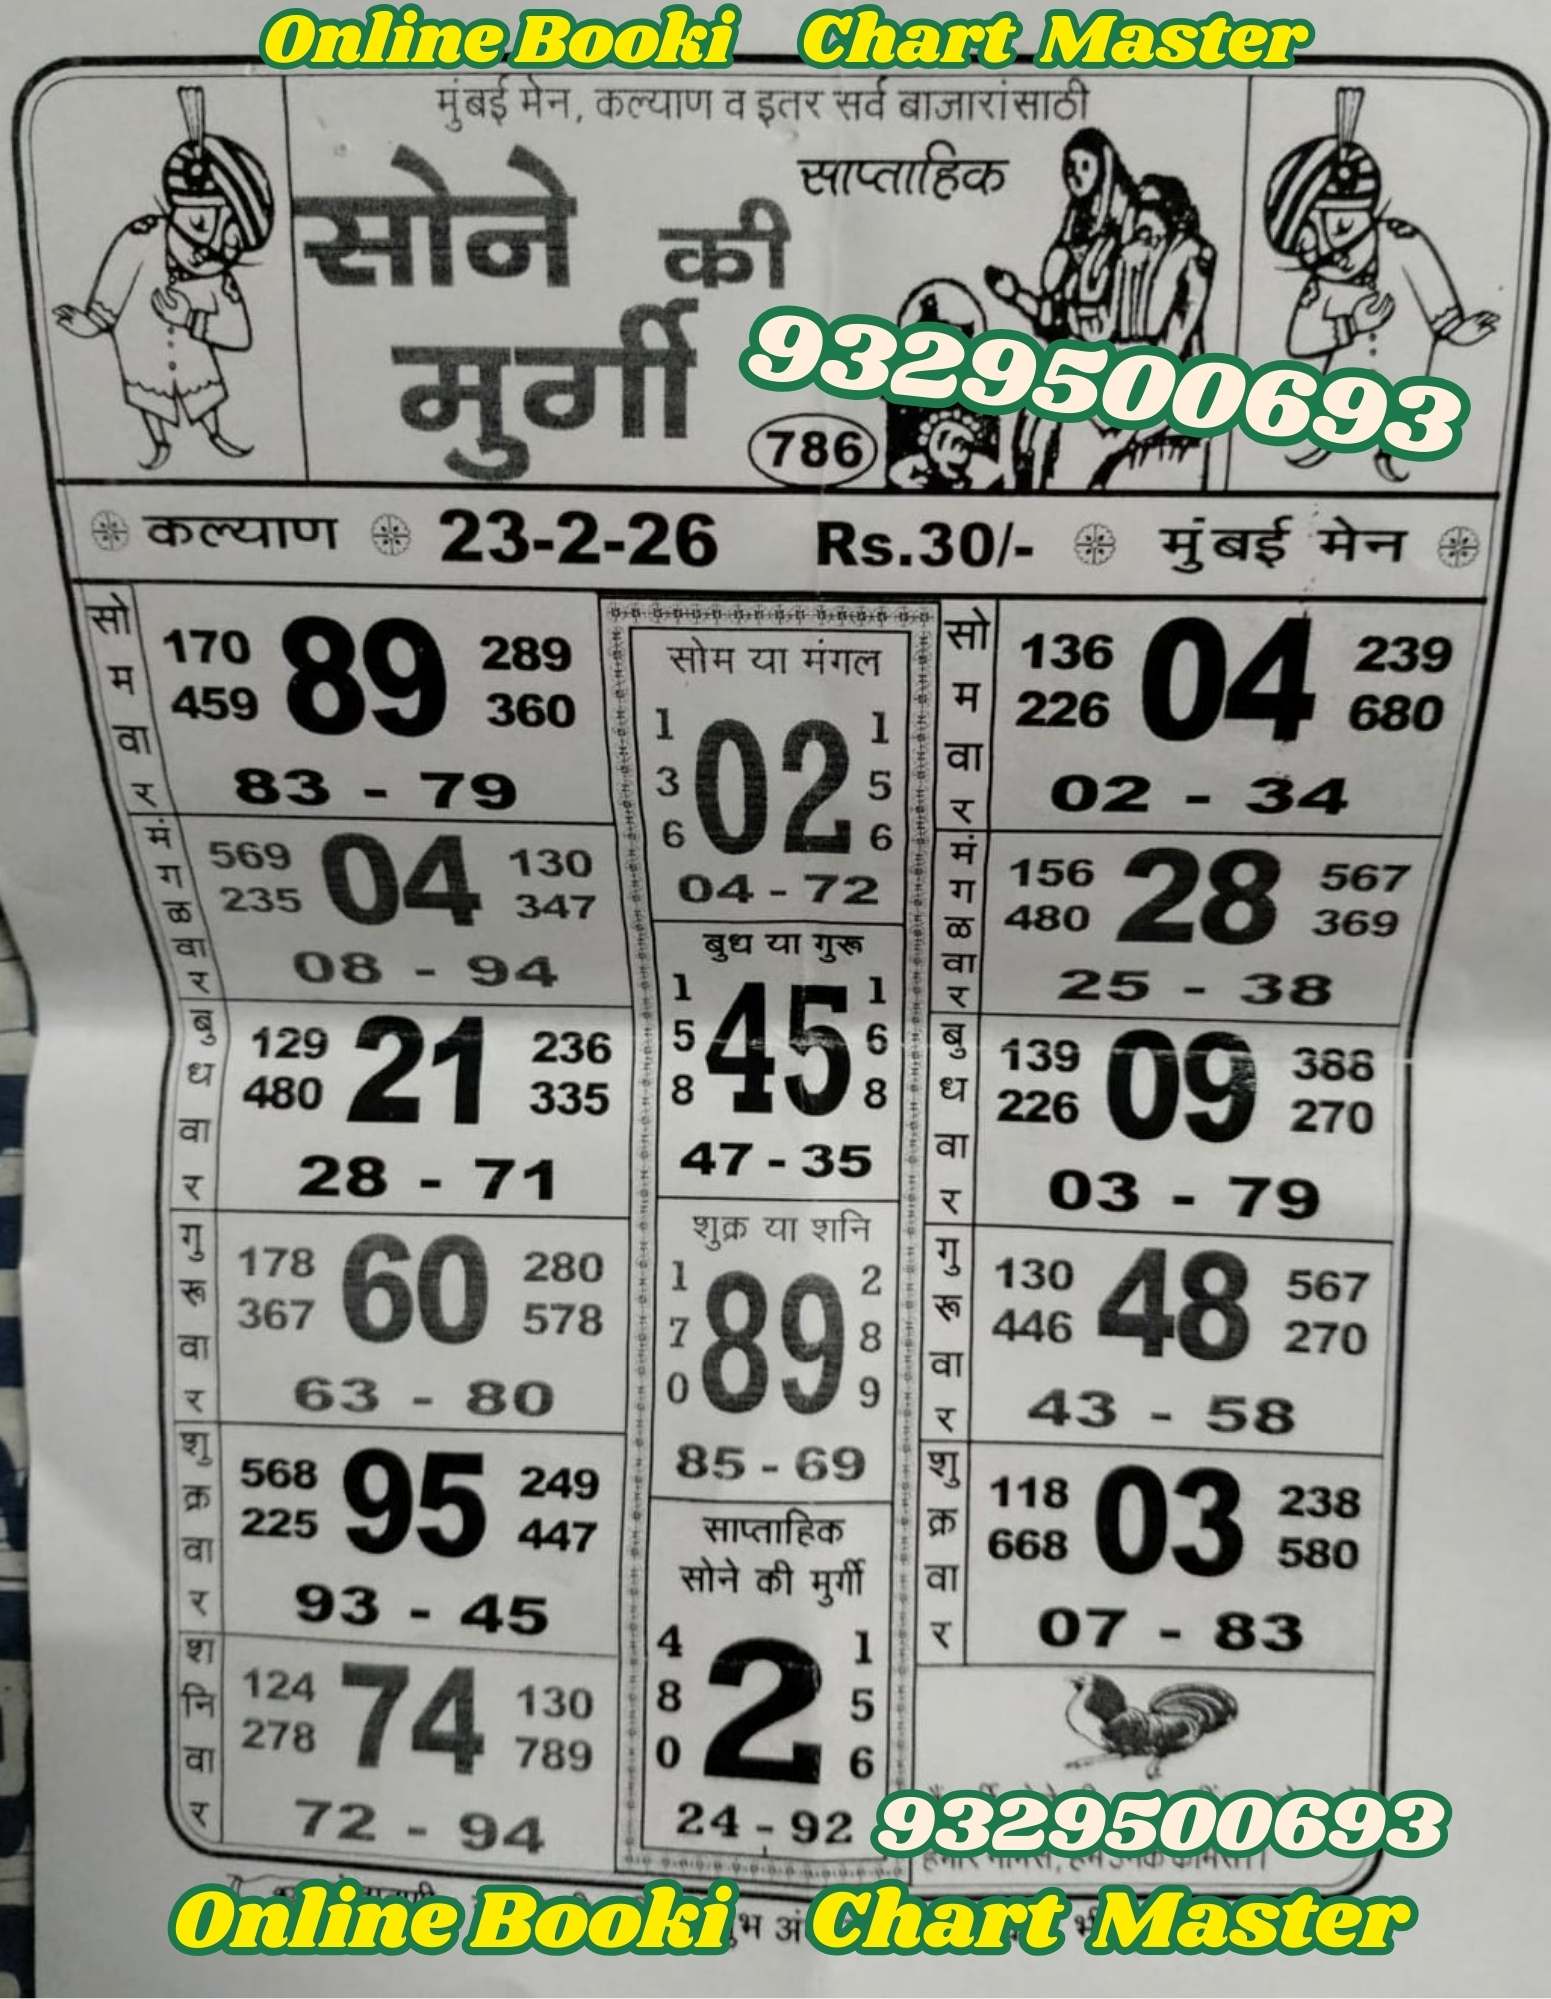 Online Booki Chart Master
मुंबई मेन, कल्याण व इतर सर्व बाजारांसाठी
साप्ताहिक
सोने की
मुर्गी
9329500693
786
कल्याण 23-2-26 Rs.30/- मुंबई मेन
सोमवार
170 89 289
459 360
83 - 79
मंगळवार
569 04 130
235 347
08 - 94
बुधवार
129 21 236
480 335
28 - 71
गुरूवार
178 60 280
367 578
63 - 80
शुक्रवार
568 95 249
225 447
93 - 45
शनिवार
124 74 130
278 789
72 - 94
सोम या मंगल
1 02 1
3 5
6 6
04 - 72
बुध या गुरू
1 45 1
5 6
8 8
47 - 35
शुक्र या शनि
1 89 2
7 8
0 9
85 - 69
साप्ताहिक
सोने की मुर्गी
4 2 1
8 5
0 6
24 - 92
सोमवार
136 04 239
226 680
02 - 34
मंगळवार
156 28 567
480 369
25 - 38
बुधवार
139 09 388
226 270
03 - 79
गुरूवार
130 48 567
446 270
43 - 58
शुक्रवार
118 03 238
668 580
07 - 83
9329500693
Online Booki Chart Master